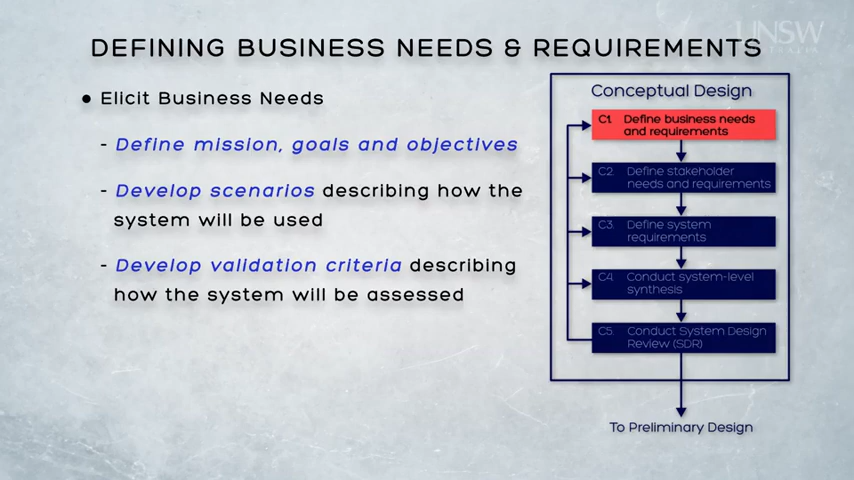 UNSW
DEFINING BUSINESS NEEDS & REQUIREMENTS
● Elicit Business Needs
- Define mission, goals and objectives
- Develop scenarios describing how the
system will be used
- Develop validation criteria describing
how the system will be assessed
Conceptual Design
C1. Define business needs
and requirements
C2. Define stakeholder
needs and requirements
C3. Define system
requirements
C4. Conduct system-level
synthesis
C5. Conduct System Design
Review (SDR)
To Preliminary Design